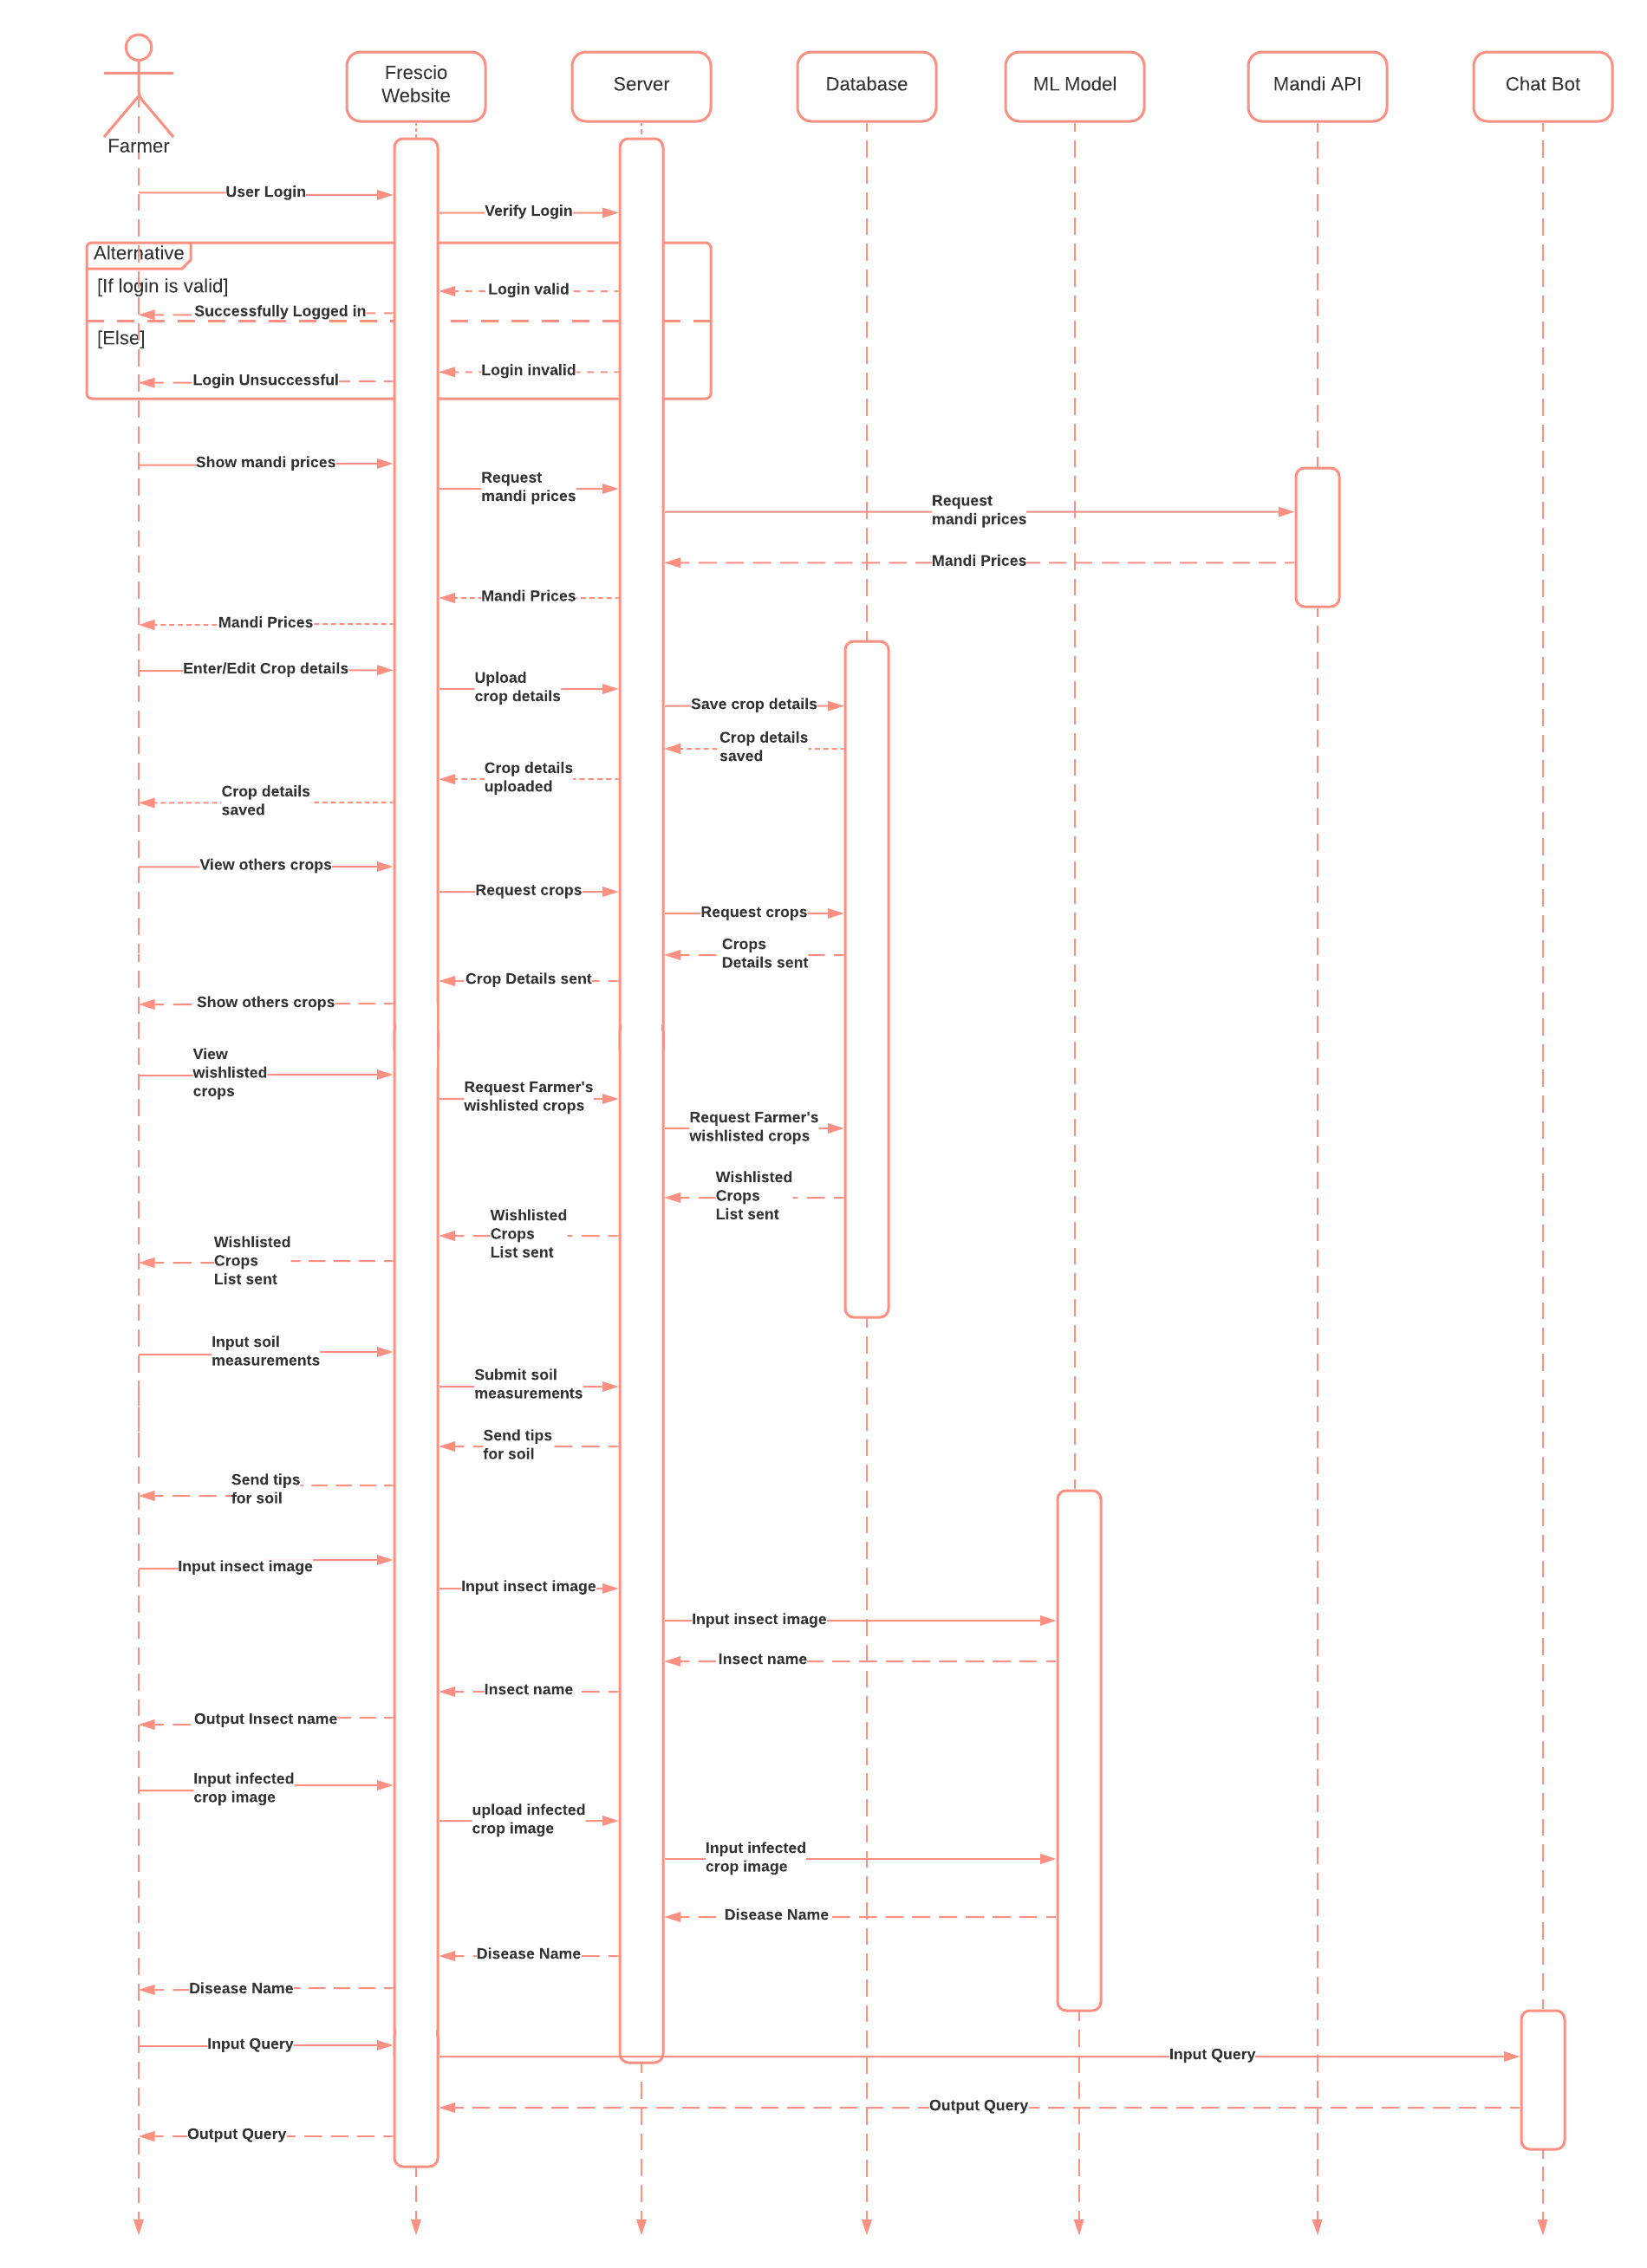 Frescio
Website
Server
Database
ML Model
Mandi API
Chat Bot
Farmer
User Login
Verify Login
Alternative
[If login is valid]
Login valid
Successfully Logged in
[Else]
Login invalid
Login Unsuccessful
Show mandi prices
Request
mandi prices
Request
mandi prices
Mandi Prices
Mandi Prices
Mandi Prices
Enter/Edit Crop details
Upload
crop details
Save crop details
Crop details
saved
Crop details
uploaded
Crop details
saved
View others crops
Request crops
Request crops
Crops
Details sent
Crop Details sent
Show others crops
View
wishlisted
crops
Request Farmer's
wishlisted crops
Request Farmer's
wishlisted crops
Wishlisted
Crops
List sent
Wishlisted
Crops
List sent
Wishlisted
Crops
List sent
Input soil
measurements
Submit soil
measurements
Send tips
for soil
Send tips
for soil
Input insect image
Input insect image
Input insect image
Insect name
Insect name
Output Insect name
Input infected
crop image
upload infected
crop image
Input infected
crop image
Disease Name
Disease Name
Disease Name
Input Query
Input Query
Output Query
Output Query